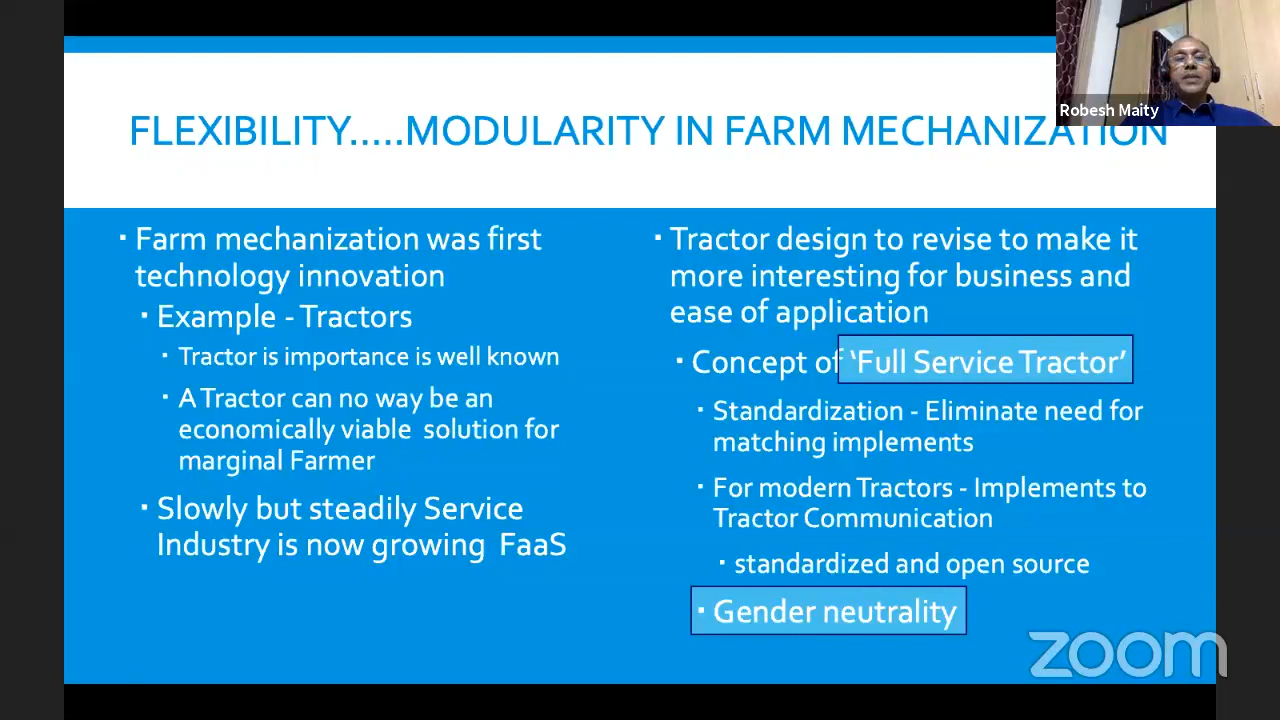 Robesh Maity
FLEXIBILITY.....MODULARITY IN FARM MECHANIZATION
▪ Farm mechanization was first
technology innovation
▪ Example - Tractors
▪ Tractor is importance is well known
▪ A Tractor can no way be an
economically viable solution for
marginal Farmer
▪ Slowly but steadily Service
Industry is now growing FaaS
▪ Tractor design to revise to make it
more interesting for business and
ease of application
▪ Concept of ‘Full Service Tractor’
▪ Standardization - Eliminate need for
matching implements
▪ For modern Tractors - Implements to
Tractor Communication
▪ standardized and open source
▪ Gender neutrality
zoom